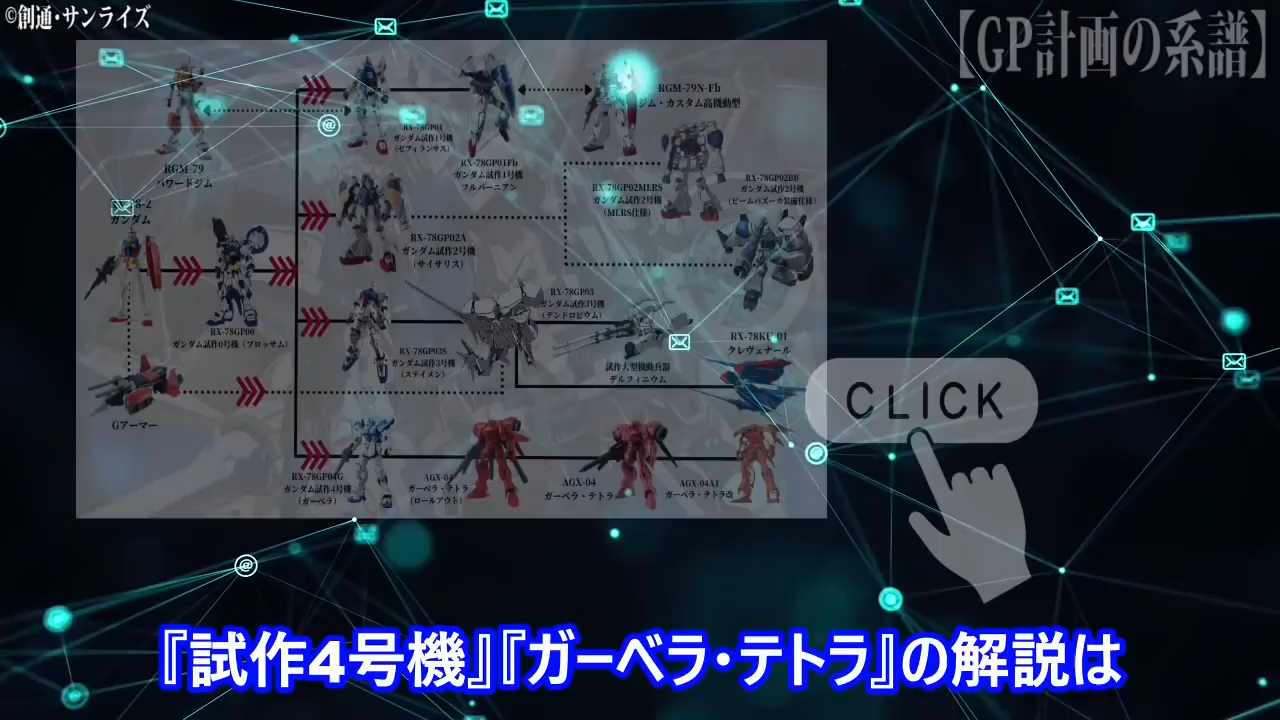 ©創通・サンライズ
【GP計画の系譜】
RGM-79
パワードジム
RX-78GP01
ガンダム試作1号機
(ゼフィランサス)
RX-78GP01Fb
ガンダム試作1号機
フルバーニアン
RGM-79N-Fb
ジム・カスタム高機動型
ガンダム
RX-78GP00
ガンダム試作0号機（ブロッサム）
Gアーマー
RX-78GP02A
ガンダム試作2号機
（サイサリス）
RX-78GP02MLRS
ガンダム試作2号機
（MLRS仕様）
RX-78GP02BB
ガンダム試作2号機
（ビームバズーカ装備仕様）
RX-78GP03S
ガンダム試作3号機
（ステイメン）
RX-78GP03
ガンダム試作3号機
（デンドロビウム）
試作大型機動兵器
デルフィニウム
RX-78KU-01
クレヴェナール
RX-78GP04G
ガンダム試作4号機
（ガーベラ）
AGX-04
ガーベラ・テトラ
（ロールアウト）
AGX-04
ガーベラ・テトラ
AGX-04A1
ガーベラ・テトラ改
CLICK
『試作4号機』『ガーベラ・テトラ』の解説は